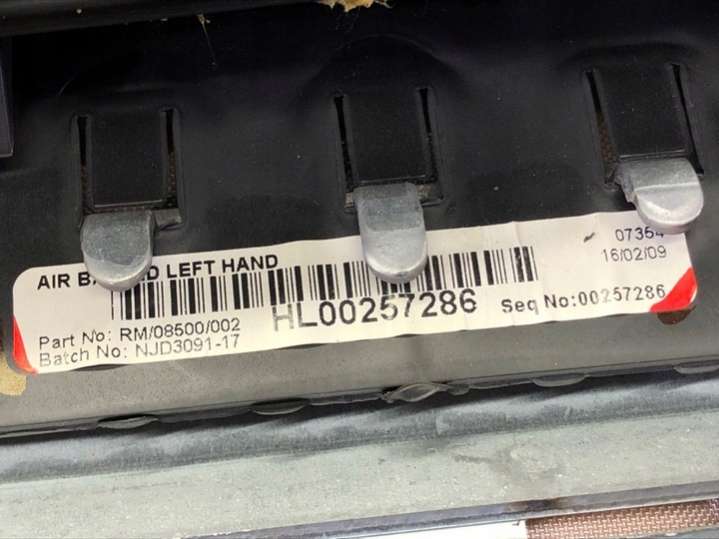 AIR BA D LEFT HAND
07354
16/02/09
HL00257286
Seq No:00257286
Part No: RM/08500/002
Batch No: NJD3091-17